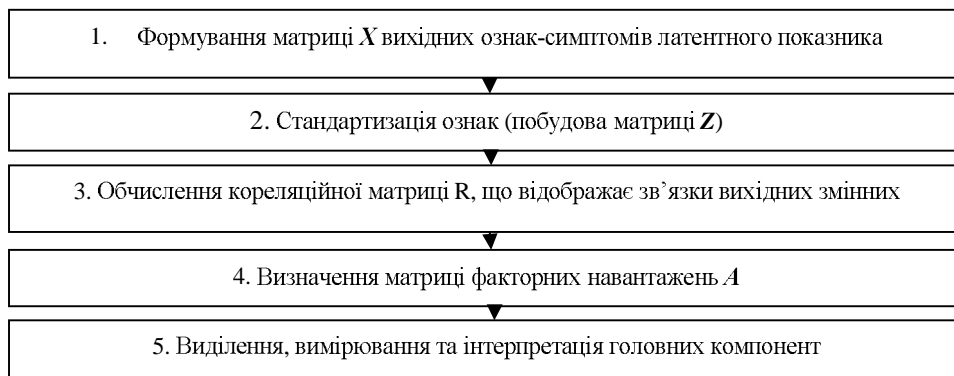 1. Формування матриці X вихідних ознак-симптомів латентного показника
2. Стандартизація ознак (побудова матриці Z)
3. Обчислення кореляційної матриці R, що відображає зв’язки вихідних змінних
4. Визначення матриці факторних навантажень A
5. Виділення, вимірювання та інтерпретація головних компонент